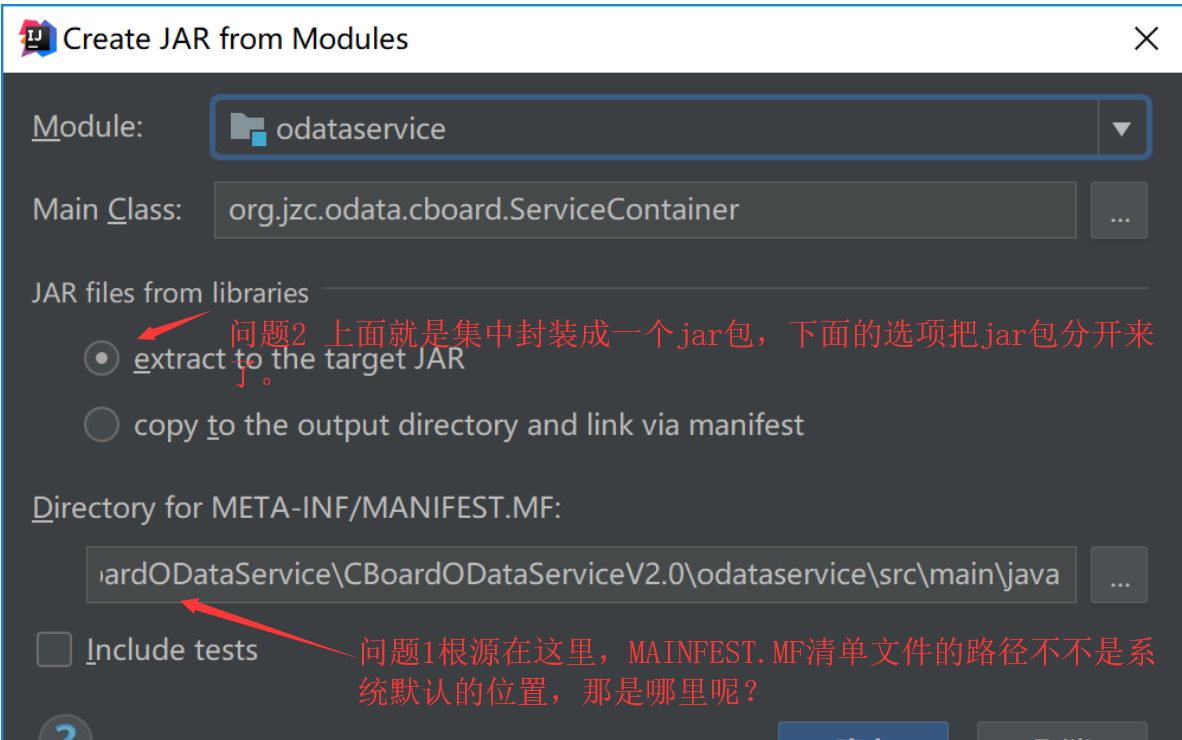 Create JAR from Modules
Module:
odataservice
Main Class:
org.jzc.odata.cboard.ServiceContainer
...
JAR files from libraries
问题2 上面就是集中封装成一个jar包，下面的选项把jar包分开来
了。
extract to the target JAR
copy to the output directory and link via manifest
Directory for META-INF/MANIFEST.MF:
ardODataService\CBoardODataServiceV2.0\odataservice\src\main\java
...
Include tests
问题1根源在这里，MAINFEST.MF清单文件的路径不不是系
统默认的位置，那是哪里呢？
?